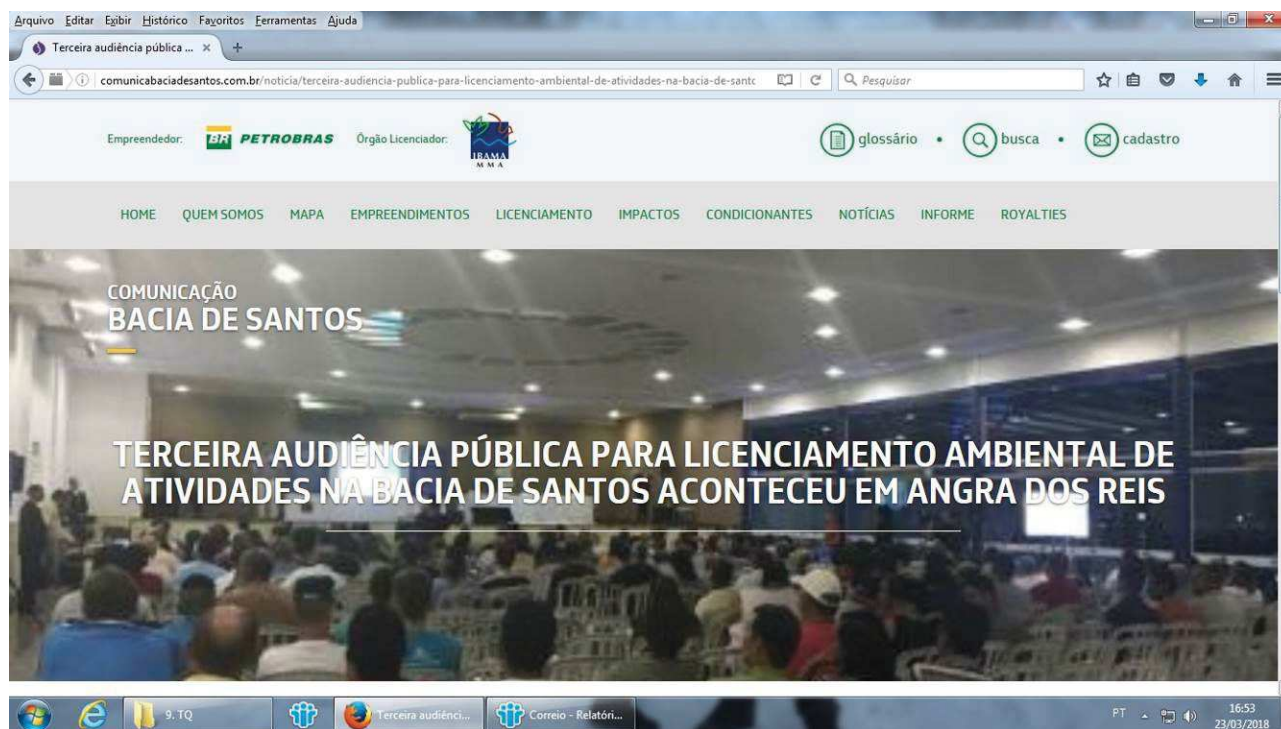 Arquivo Editar Exibir Histórico Favoritos Ferramentas Ajuda
Terceira audiência pública ...
comunicabaciadesantos.com.br/noticia/terceira-audiencia-publica-para-licenciamento-ambiental-de-atividades-na-bacia-de-santc
Pesquisar
Empreendedor: BR PETROBRAS Órgão Licenciador: IBAMA MMA
glossário • busca • cadastro
HOME QUEM SOMOS MAPA EMPREENDIMENTOS LICENCIAMENTO IMPACTOS CONDICIONANTES NOTÍCIAS INFORME ROYALTIES
COMUNICAÇÃO
BACIA DE SANTOS
TERCEIRA AUDIÊNCIA PÚBLICA PARA LICENCIAMENTO AMBIENTAL DE
ATIVIDADES NA BACIA DE SANTOS ACONTECEU EM ANGRA DOS REIS
9. TQ
Terceira audiênci...
Correio - Relatóri...
PT
16:53
23/03/2018